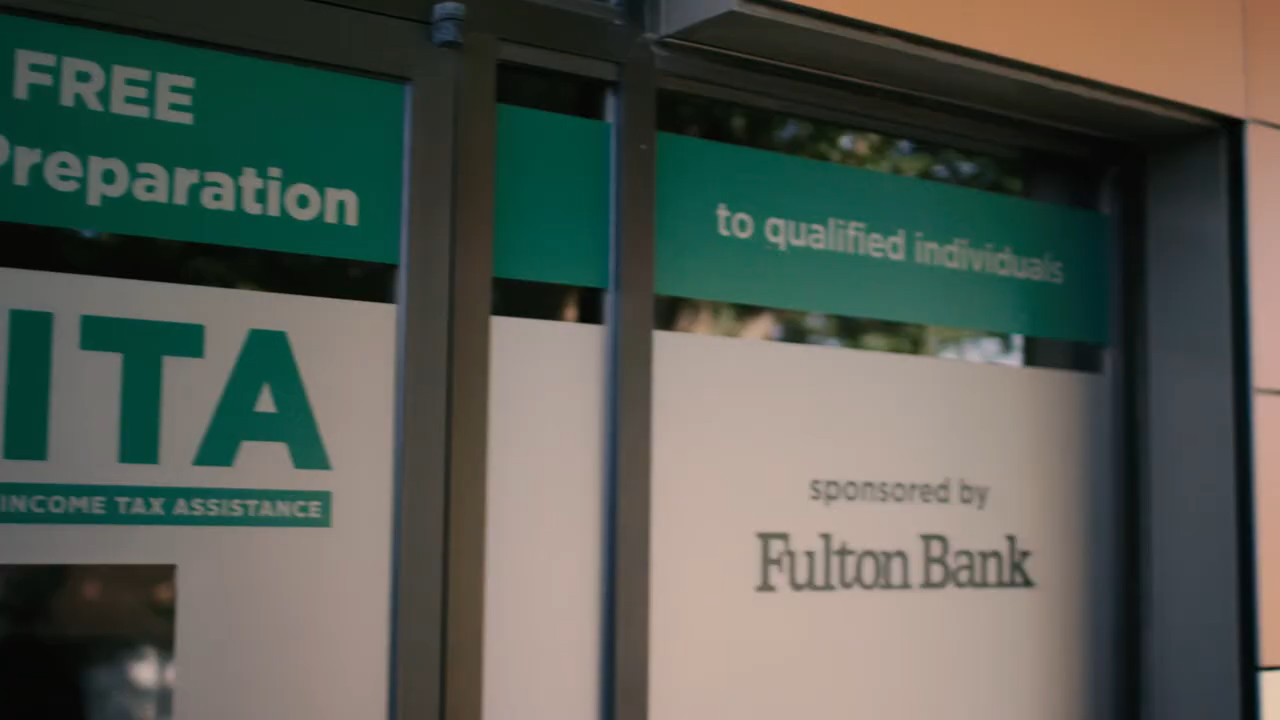 FREE
Preparation
to qualified individuals
ITA
INCOME TAX ASSISTANCE
sponsored by
Fulton Bank